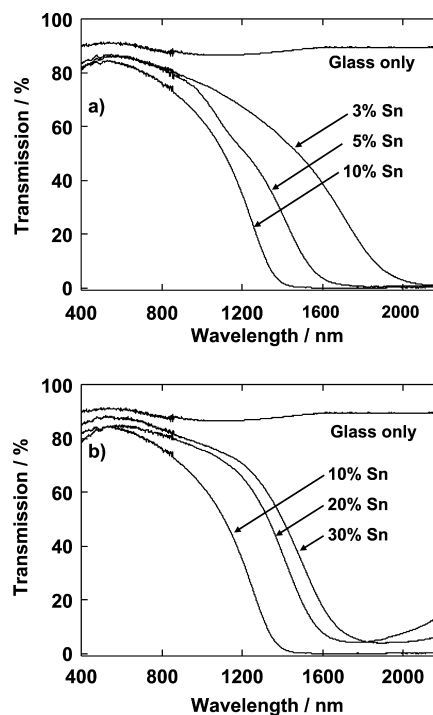 100
80
60
40
20
0
Transmission / %
a)
Glass only
3% Sn
5% Sn
10% Sn
400 800 1200 1600 2000
Wavelength / nm
100
80
60
40
20
0
Transmission / %
b)
Glass only
10% Sn
20% Sn
30% Sn
400 800 1200 1600 2000
Wavelength / nm